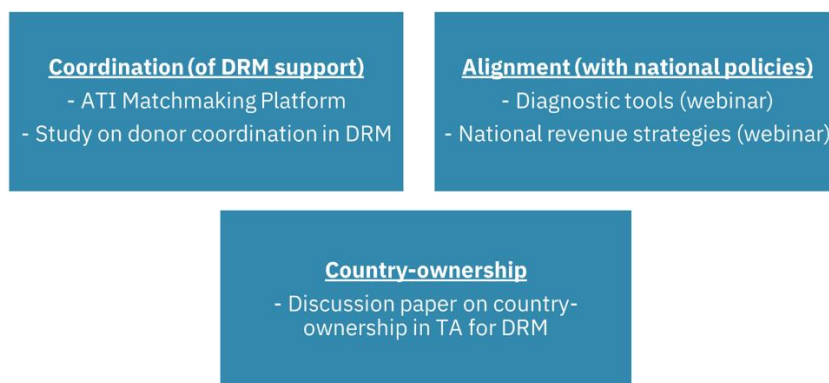 Coordination (of DRM support)
- ATI Matchmaking Platform
- Study on donor coordination in DRM
Alignment (with national policies)
- Diagnostic tools (webinar)
- National revenue strategies (webinar)
Country-ownership
- Discussion paper on country-
ownership in TA for DRM